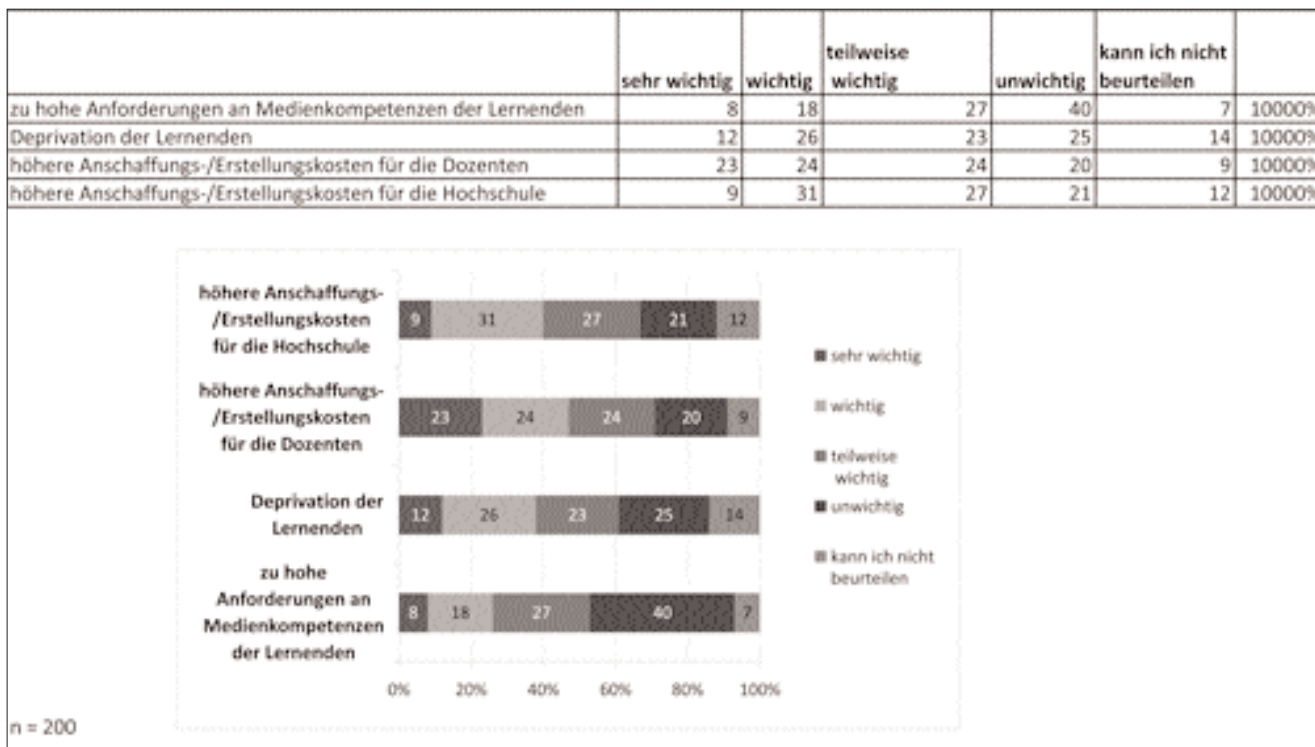 sehr wichtig wichtig teilweise wichtig unwichtig kann ich nicht beurteilen
zu hohe Anforderungen an Medienkompetenzen der Lernenden 8 18 27 40 7 10000%
Deprivation der Lernenden 12 26 23 25 14 10000%
höhere Anschaffungs-/Erstellungskosten für die Dozenten 23 24 24 20 9 10000%
höhere Anschaffungs-/Erstellungskosten für die Hochschule 9 31 27 21 12 10000%
höhere Anschaffungs-
/Erstellungskosten
für die Hochschule
9 31 27 21 12
höhere Anschaffungs-
/Erstellungskosten
für die Dozenten
23 24 24 20 9
Deprivation der
Lernenden
12 26 23 25 14
zu hohe
Anforderungen an
Medienkompetenzen
der Lernenden
8 18 27 40 7
0% 20% 40% 60% 80% 100%
sehr wichtig
wichtig
teilweise
wichtig
unwichtig
kann ich nicht
beurteilen
n = 200